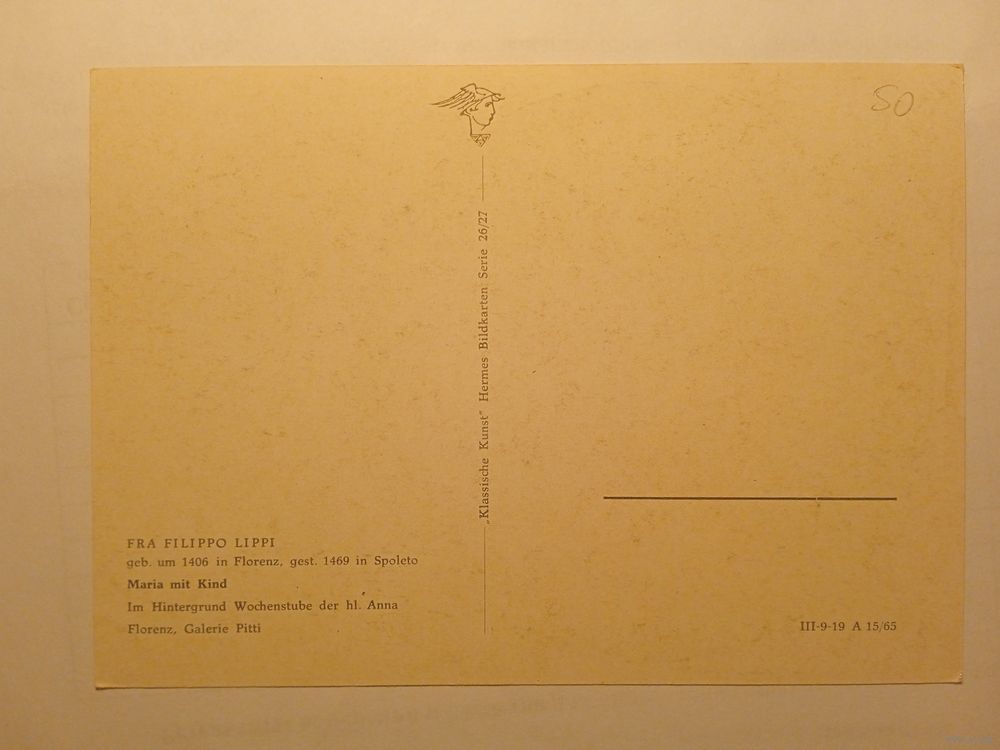 50
„Klassische Kunst" Hermes Bildkarten Serie 26/27
FRA FILIPPO LIPPI
geb. um 1406 in Florenz, gest. 1469 in Spoleto
Maria mit Kind
Im Hintergrund Wochenstube der hl. Anna
Florenz, Galerie Pitti
III-9-19 A 15/65